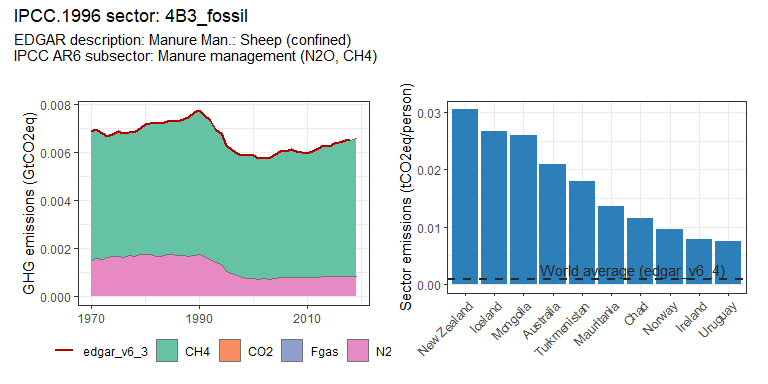 IPCC.1996 sector: 4B3_fossil
EDGAR description: Manure Man.: Sheep (confined)
IPCC AR6 subsector: Manure management (N2O, CH4)
GHG emissions (GtCO2eq)
0.008
0.006
0.004
0.002
0.000
1970
1990
2010
edgar_v6_3
CH4
CO2
Fgas
N2
Sector emissions (tCO2eq/person)
0.03
0.02
0.01
0.00
World average (edgar_v6_4)
New Zealand
Iceland
Mongolia
Australia
Turkmenistan
Mauritania
Chad
Norway
Ireland
Uruguay